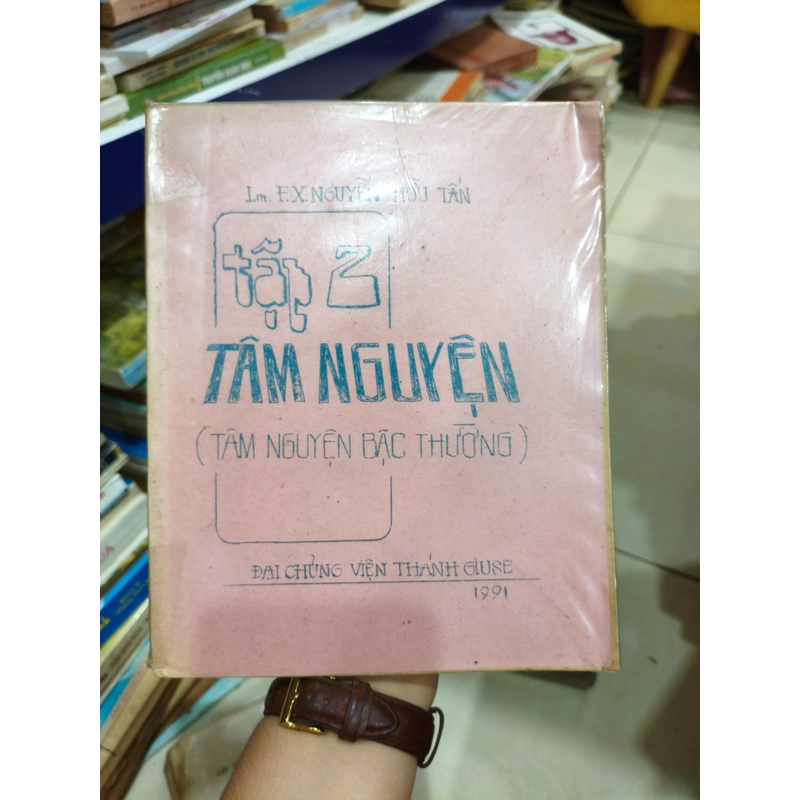 Lm. F.X. NGUYỄN HỮU TẤN
tập 2
TÂM NGUYỆN
(TÂM NGUYỆN BẬC THƯỜNG)
ĐẠI CHỦNG VIỆN THÁNH GIUSE
1991